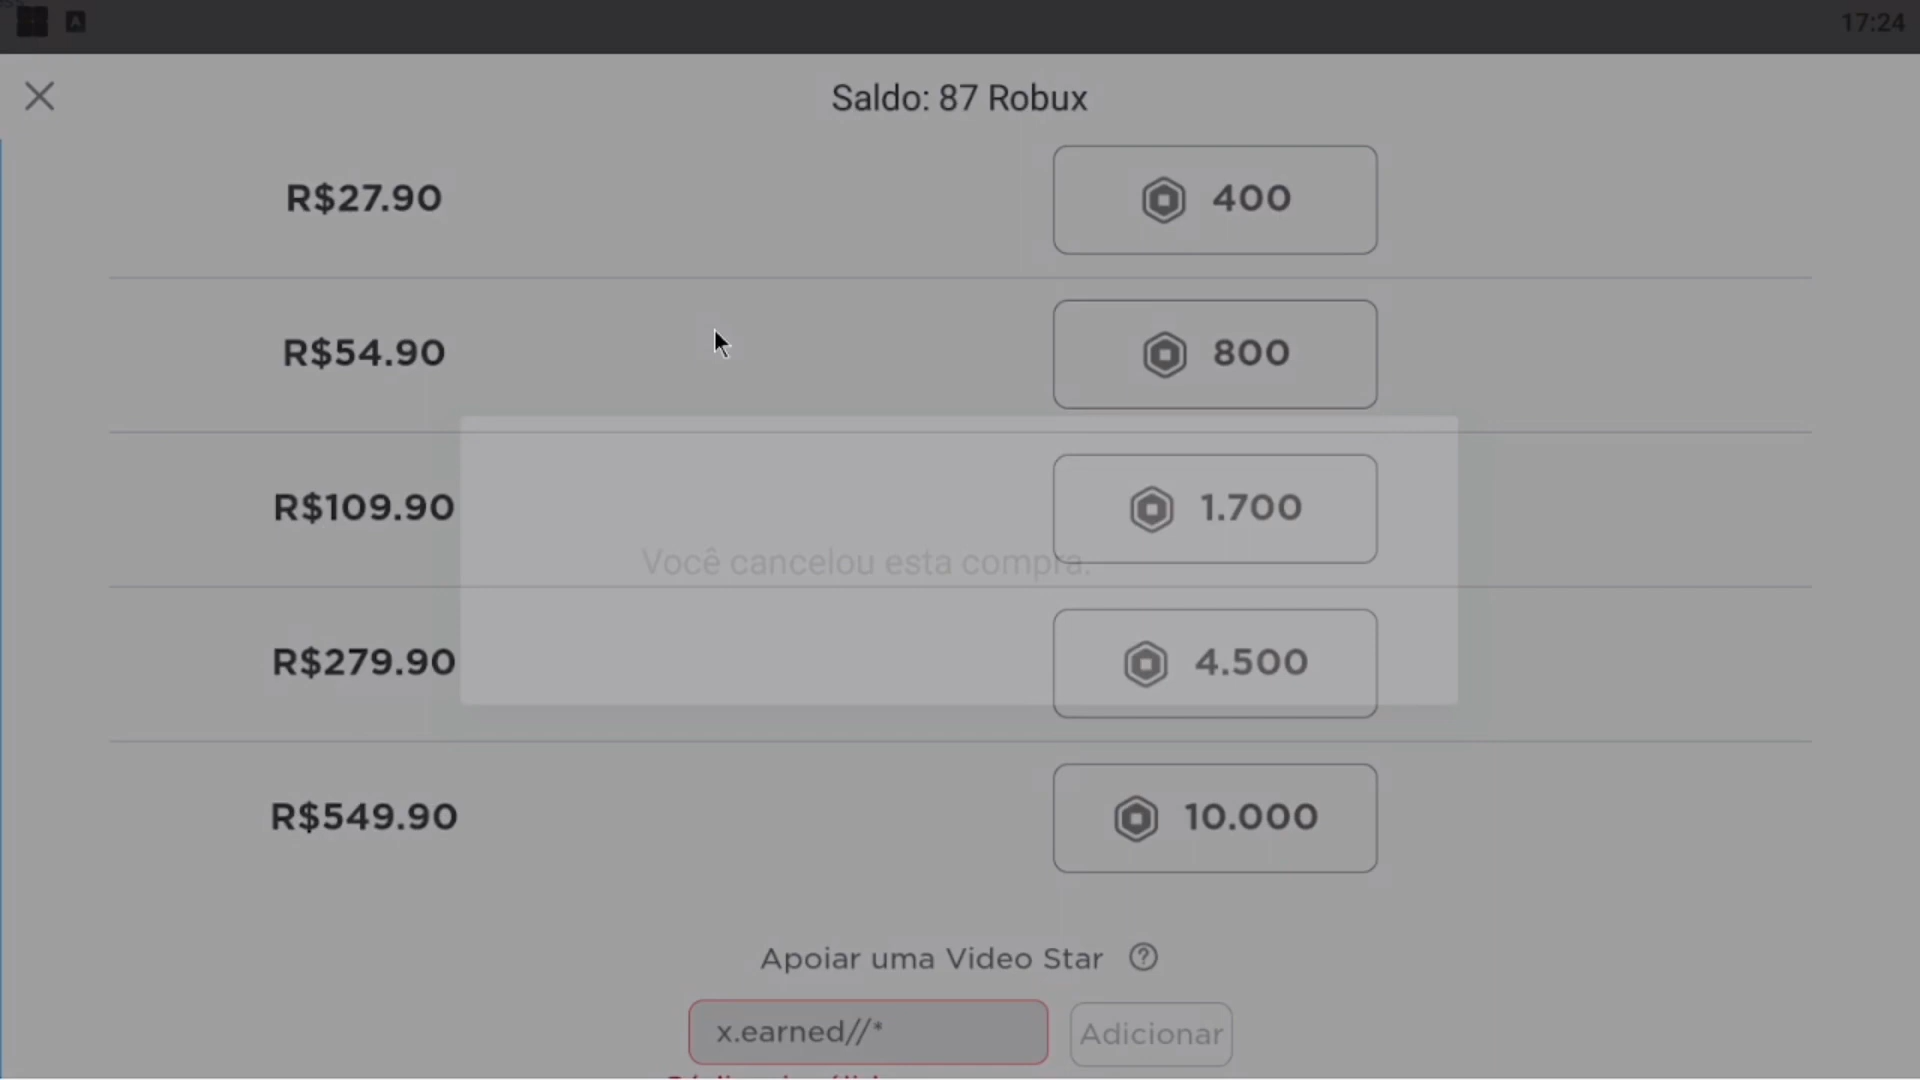 A
17:24
Saldo: 87 Robux
R$27.90 400
R$54.90 800
R$109.90 1.700
Você cancelou esta compra.
R$279.90 4.500
R$549.90 10.000
Apoiar uma Video Star ?
x.earned//* Adicionar